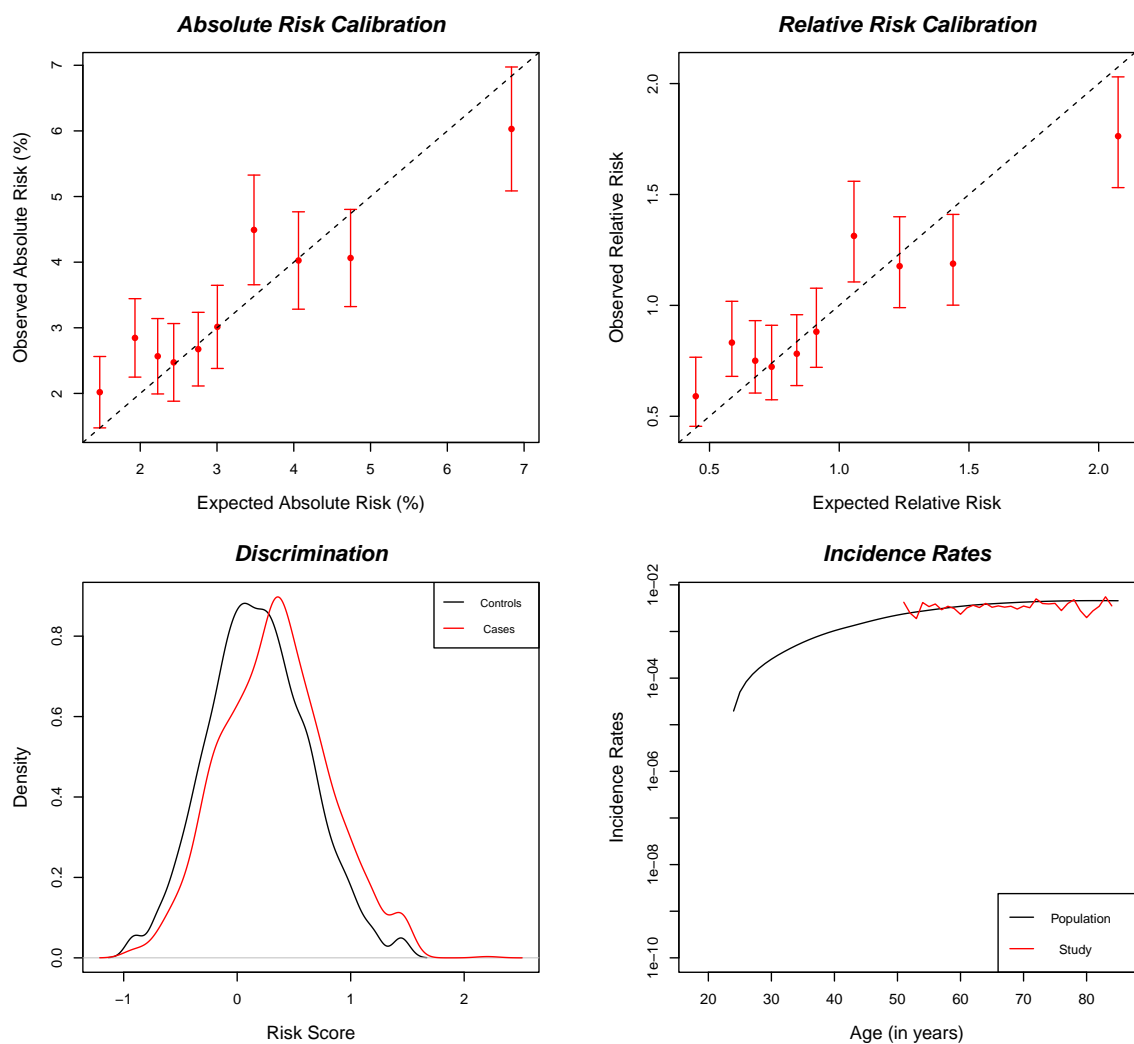 Absolute Risk Calibration
Observed Absolute Risk (%)
7
6
5
4
3
2
2 3 4 5 6 7
Expected Absolute Risk (%)
Relative Risk Calibration
Observed Relative Risk
2.0
1.5
1.0
0.5
0.5 1.0 1.5 2.0
Expected Relative Risk
Discrimination
Density
0.8
0.6
0.4
0.2
0.0
Controls
Cases
−1 0 1 2
Risk Score
Incidence Rates
Incidence Rates
1e−02
1e−04
1e−06
1e−08
1e−10
Population
Study
20 30 40 50 60 70 80
Age (in years)